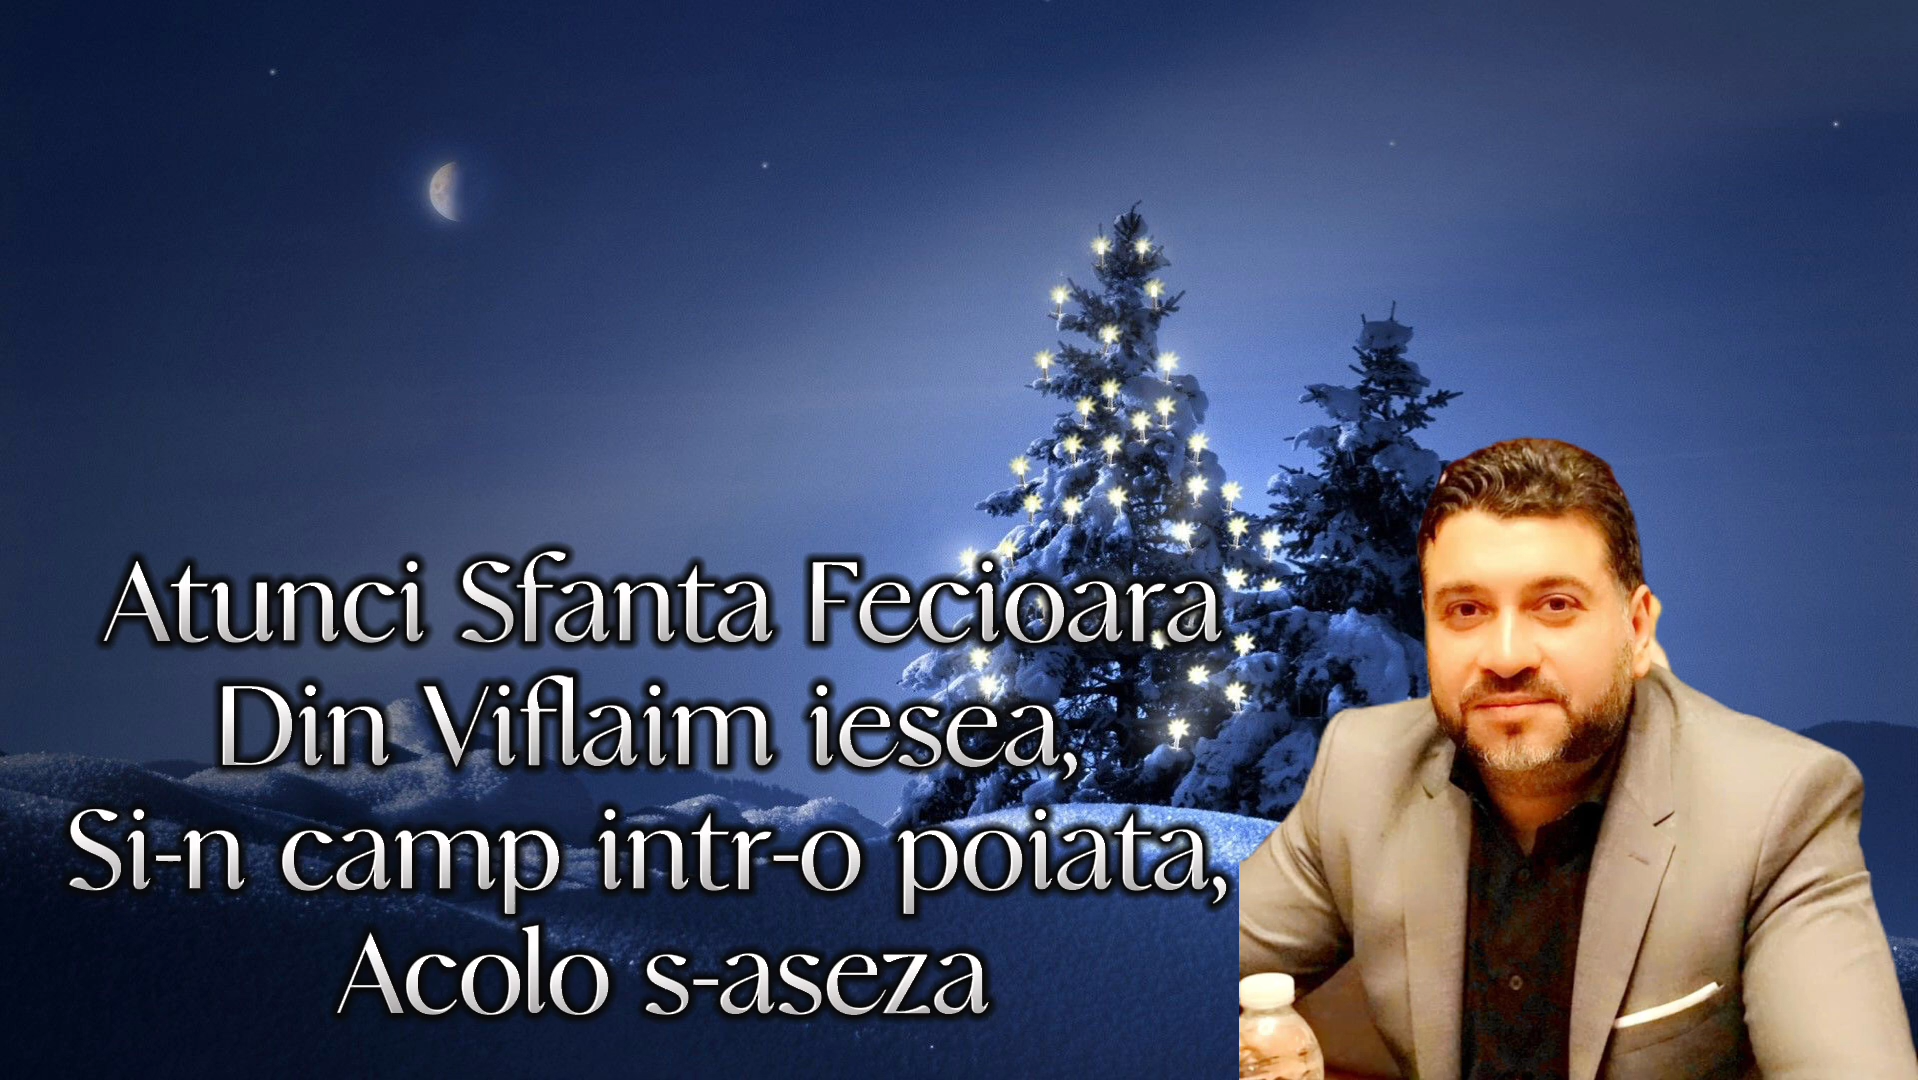 Atunci Sfanta Fecioara
Din Viflaim iesea,
Si-n camp intr-o poiata,
Acolo s-aseza